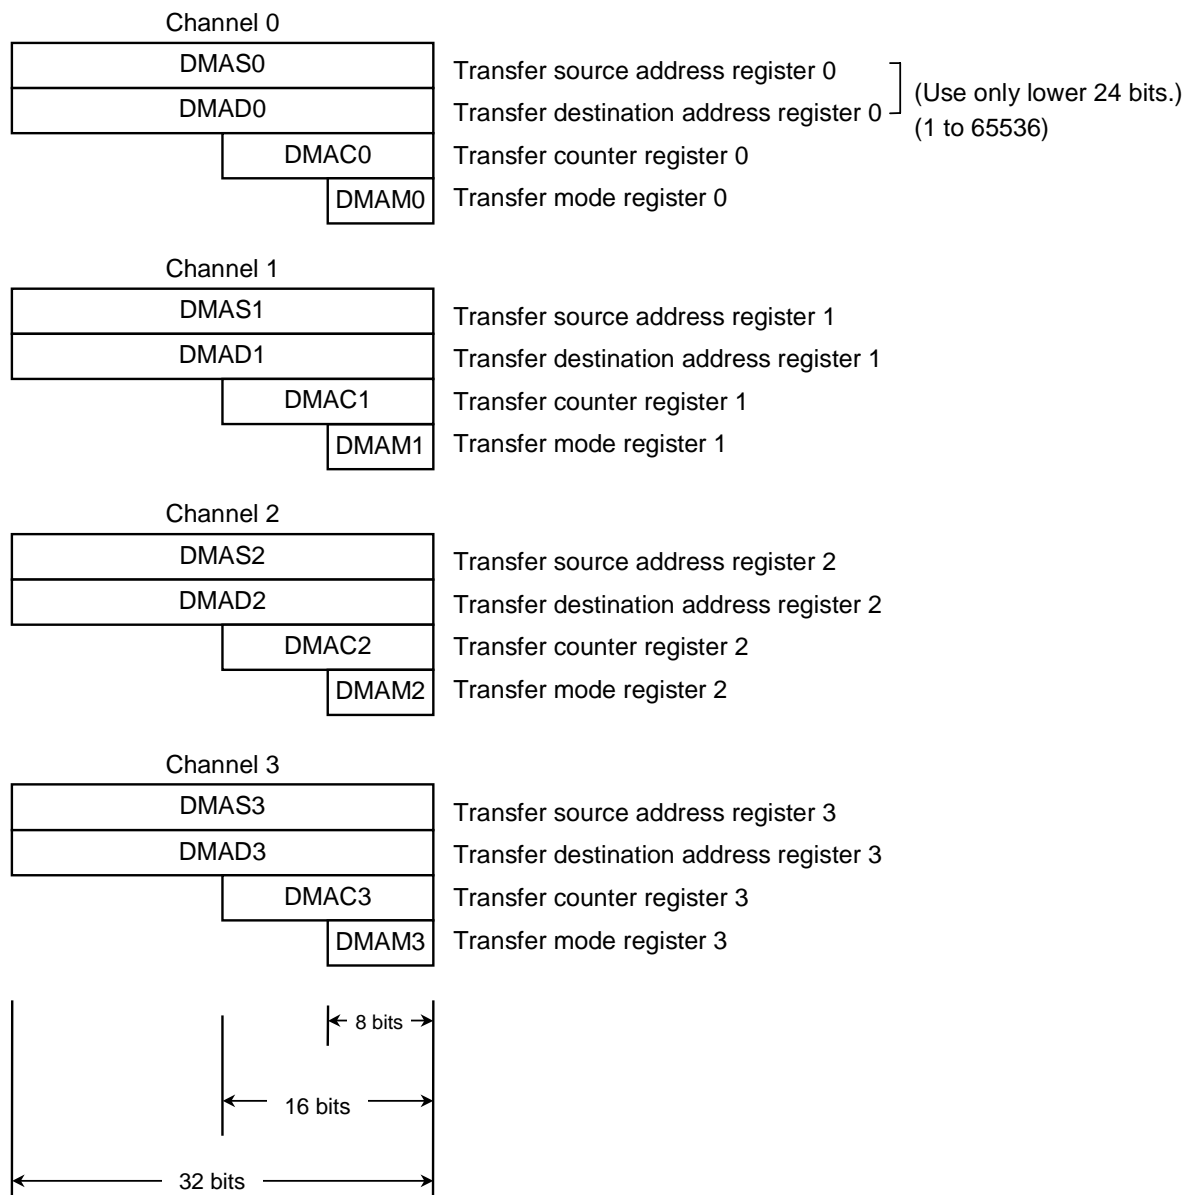 Channel 0
DMAS0 Transfer source address register 0
(Use only lower 24 bits.)
DMAD0 Transfer destination address register 0
(1 to 65536)
DMAC0 Transfer counter register 0
DMAM0 Transfer mode register 0
Channel 1
DMAS1 Transfer source address register 1
DMAD1 Transfer destination address register 1
DMAC1 Transfer counter register 1
DMAM1 Transfer mode register 1
Channel 2
DMAS2 Transfer source address register 2
DMAD2 Transfer destination address register 2
DMAC2 Transfer counter register 2
DMAM2 Transfer mode register 2
Channel 3
DMAS3 Transfer source address register 3
DMAD3 Transfer destination address register 3
DMAC3 Transfer counter register 3
DMAM3 Transfer mode register 3
8 bits
16 bits
32 bits